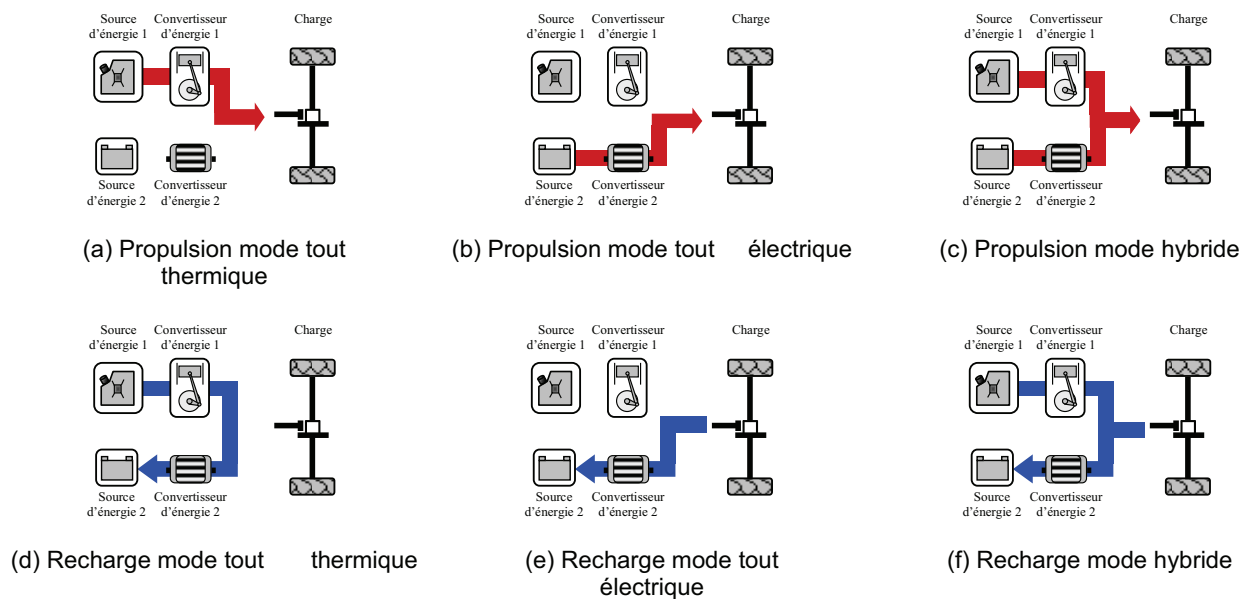 Source
d'énergie 1
Convertisseur
d'énergie 1
Charge
Source
d'énergie 2
Convertisseur
d'énergie 2
(a) Propulsion mode tout
thermique
Source
d'énergie 1
Convertisseur
d'énergie 1
Charge
Source
d'énergie 2
Convertisseur
d'énergie 2
(b) Propulsion mode tout électrique
Source
d'énergie 1
Convertisseur
d'énergie 1
Charge
Source
d'énergie 2
Convertisseur
d'énergie 2
(c) Propulsion mode hybride
Source
d'énergie 1
Convertisseur
d'énergie 1
Charge
Source
d'énergie 2
Convertisseur
d'énergie 2
(d) Recharge mode tout thermique
Source
d'énergie 1
Convertisseur
d'énergie 1
Charge
Source
d'énergie 2
Convertisseur
d'énergie 2
(e) Recharge mode tout
électrique
Source
d'énergie 1
Convertisseur
d'énergie 1
Charge
Source
d'énergie 2
Convertisseur
d'énergie 2
(f) Recharge mode hybride